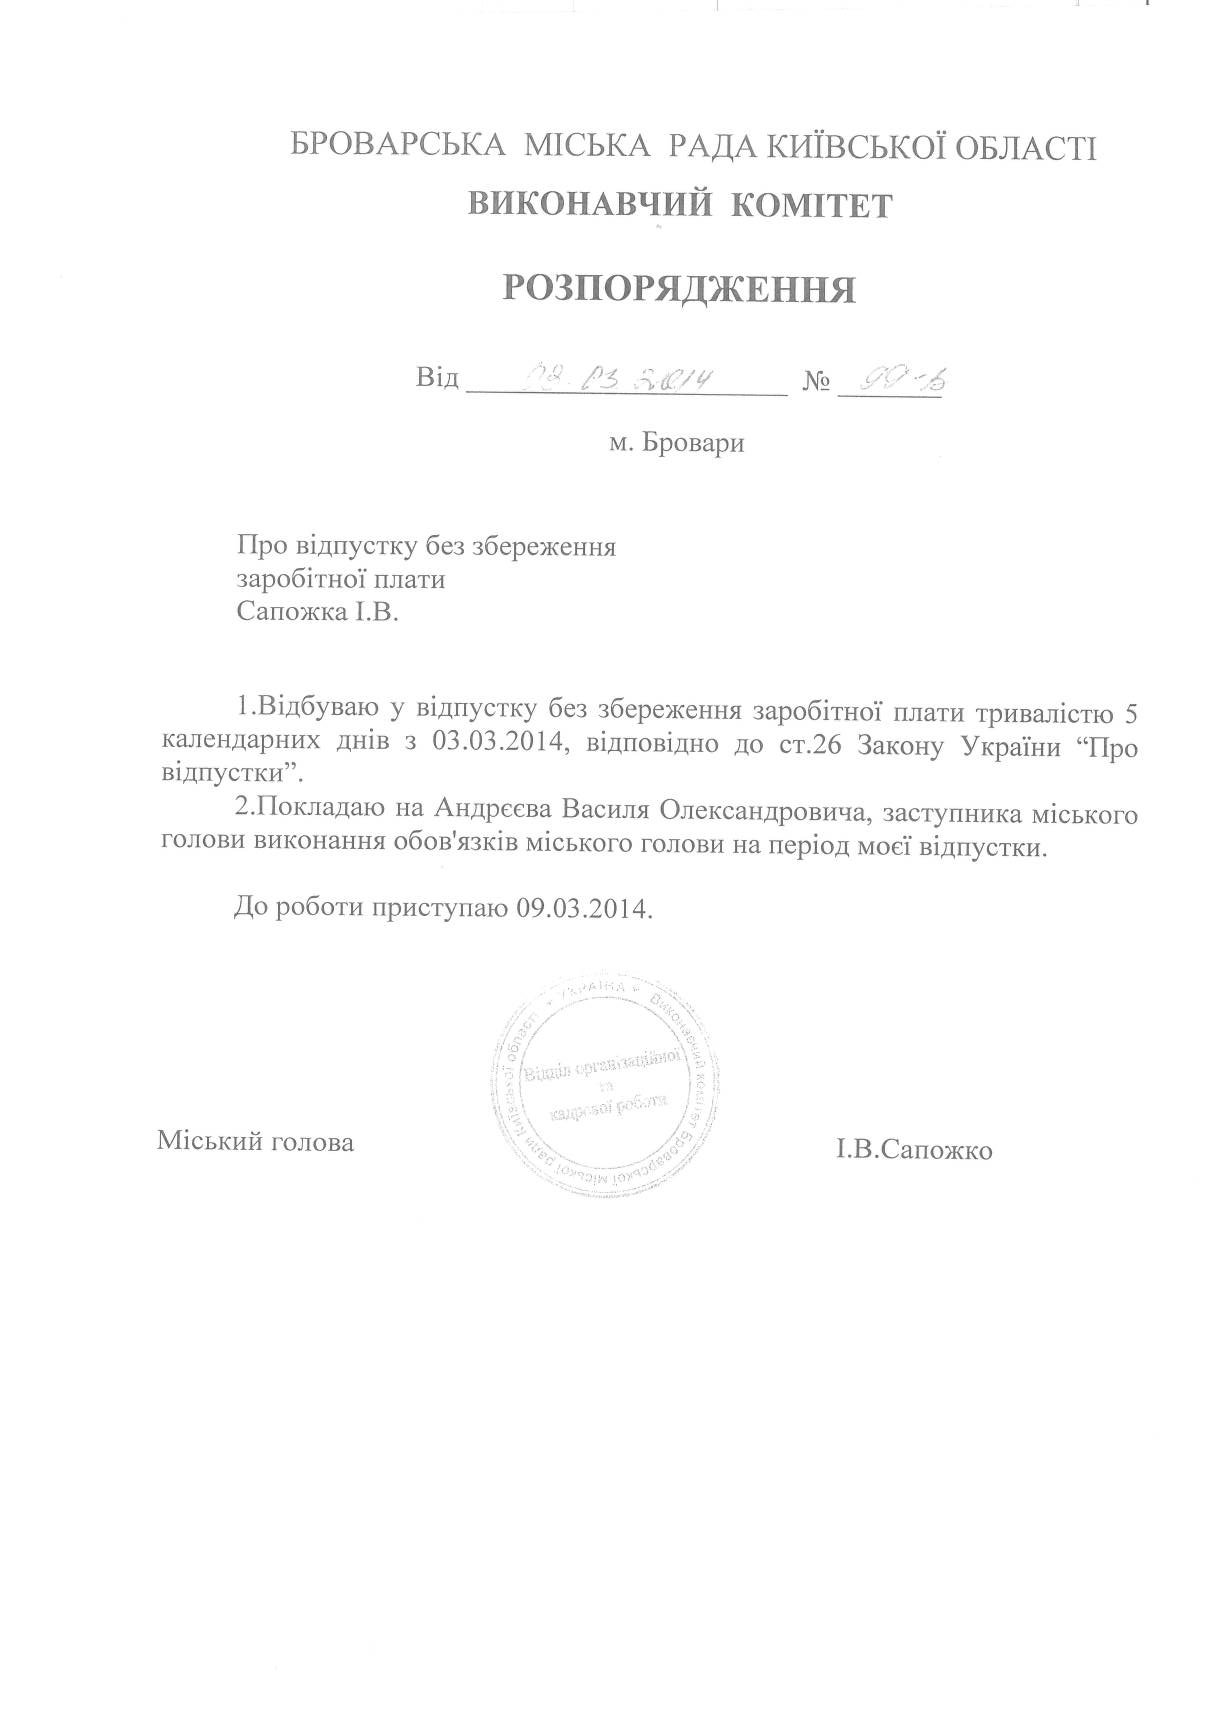 БРОВАРСЬКА МІСЬКА РАДА КИЇВСЬКОЇ ОБЛАСТІ
ВИКОНАВЧИЙ КОМІТЕТ
РОЗПОРЯДЖЕННЯ
Від 03 2014 №
м. Бровари
Про відпустку без збереження
заробітної плати
Сапожка І.В.
1.Відбуваю у відпустку без збереження заробітної плати тривалістю 5
календарних днів з 03.03.2014, відповідно до ст.26 Закону України “Про
відпустки”.
2.Покладаю на Андрєєва Василя Олександровича, заступника міського
голови виконання обов'язків міського голови на період моєї відпустки.
До роботи приступаю 09.03.2014.
УКРАЇНА Виконавчий комітет Броварської міської ради Київської області
Відділ організаційної
та
кадрової роботи
Міський голова І.В.Сапожко